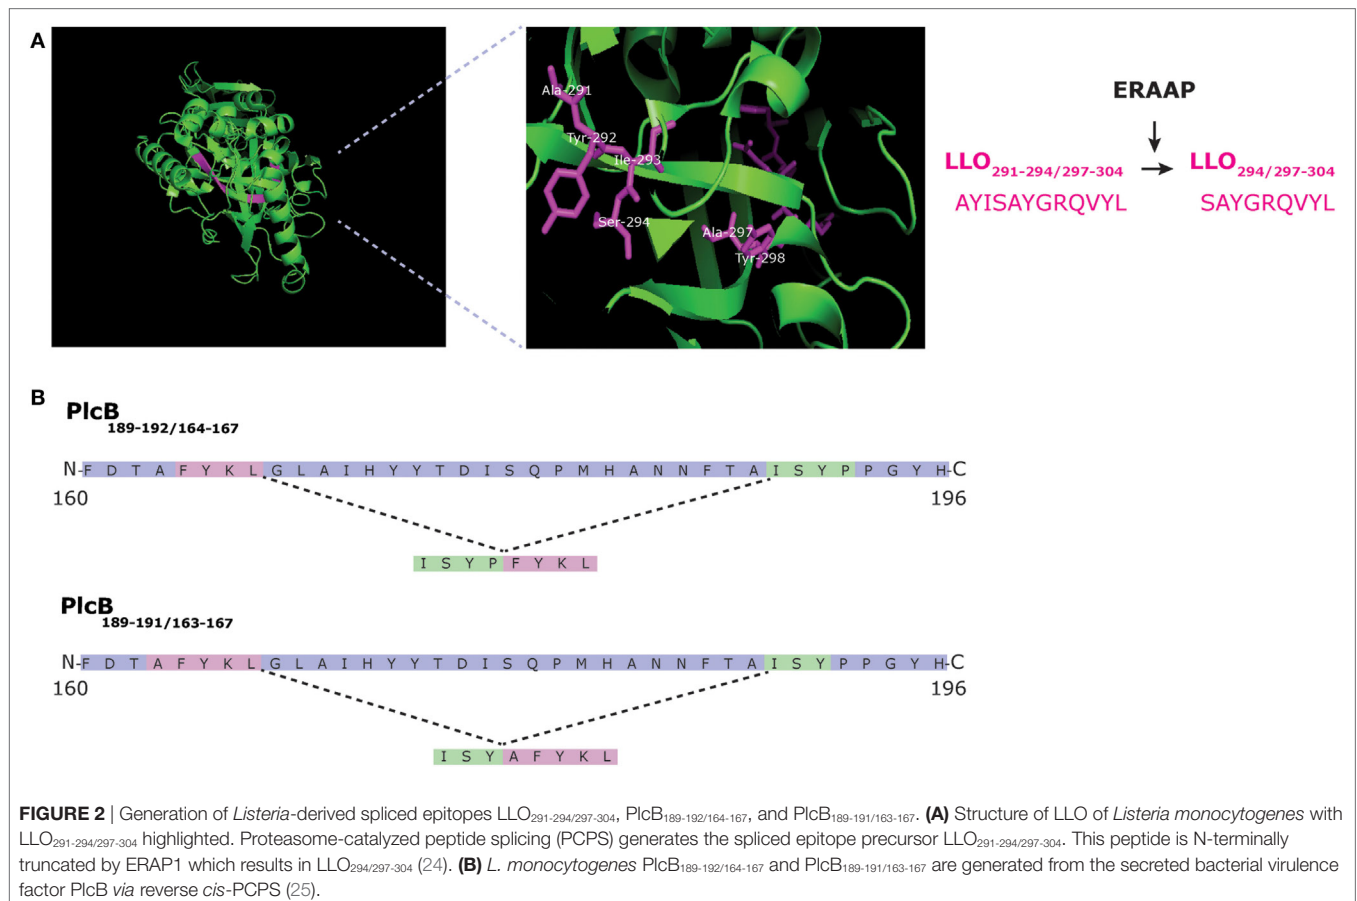 A
Ala-291
Tyr-292
Ile-293
Ser-294
Ala-297
Tyr-298
ERAAP
LLO291-294/297-304 LLO294/297-304
AYISAYGRQVYL SAYGRQVYL
B
PlcB
189-192/164-167
N-F D T A F Y K L G L A I H Y Y T D I S Q P M H A N N F T A I S Y P P G Y H-C
160 196
I S Y P F Y K L
PlcB
189-191/163-167
N-F D T A F Y K L G L A I H Y Y T D I S Q P M H A N N F T A I S Y P P G Y H-C
160 196
I S Y A F Y K L
FIGURE 2 | Generation of Listeria-derived spliced epitopes LLO291-294/297-304, PlcB189-192/164-167, and PlcB189-191/163-167. (A) Structure of LLO of Listeria monocytogenes with
LLO291-294/297-304 highlighted. Proteasome-catalyzed peptide splicing (PCPS) generates the spliced epitope precursor LLO291-294/297-304. This peptide is N-terminally
truncated by ERAP1 which results in LLO294/297-304 (24). (B) L. monocytogenes PlcB189-192/164-167 and PlcB189-191/163-167 are generated from the secreted bacterial virulence
factor PlcB via reverse cis-PCPS (25).